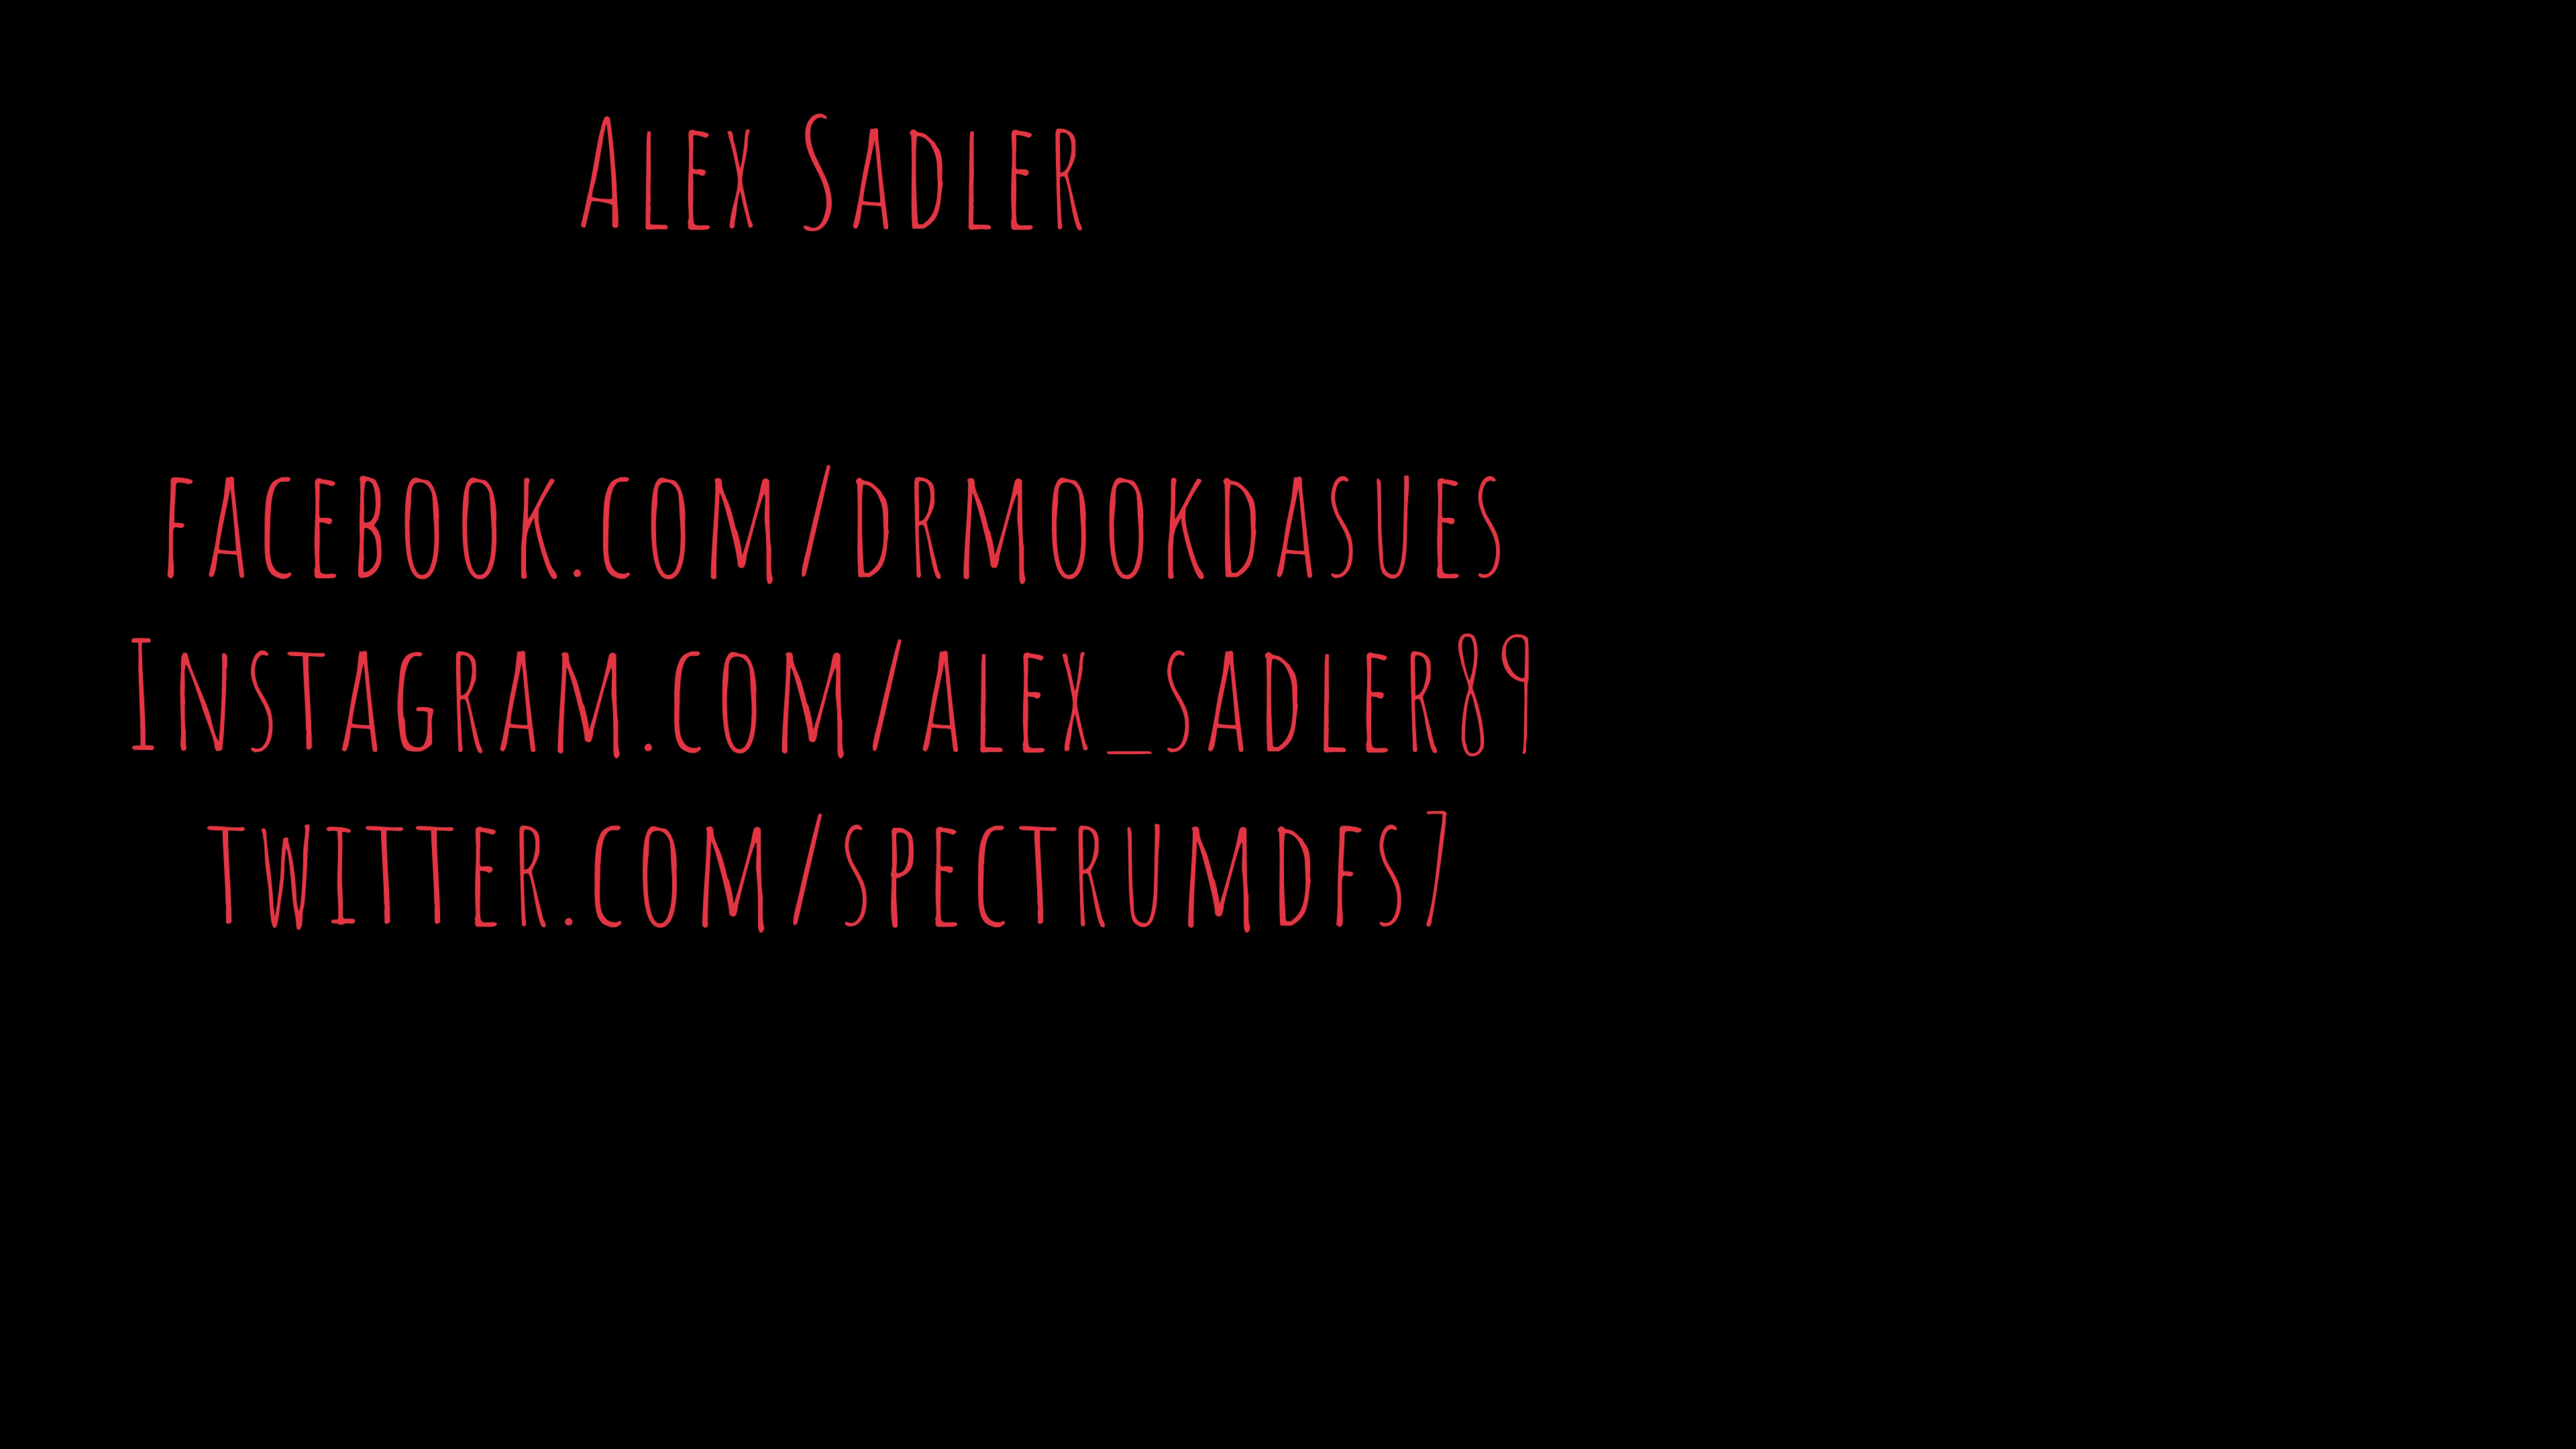 Alex Sadler
facebook.com/drmookdasues
Instagram.com/alex_sadler89
twitter.com/spectrumdfs7